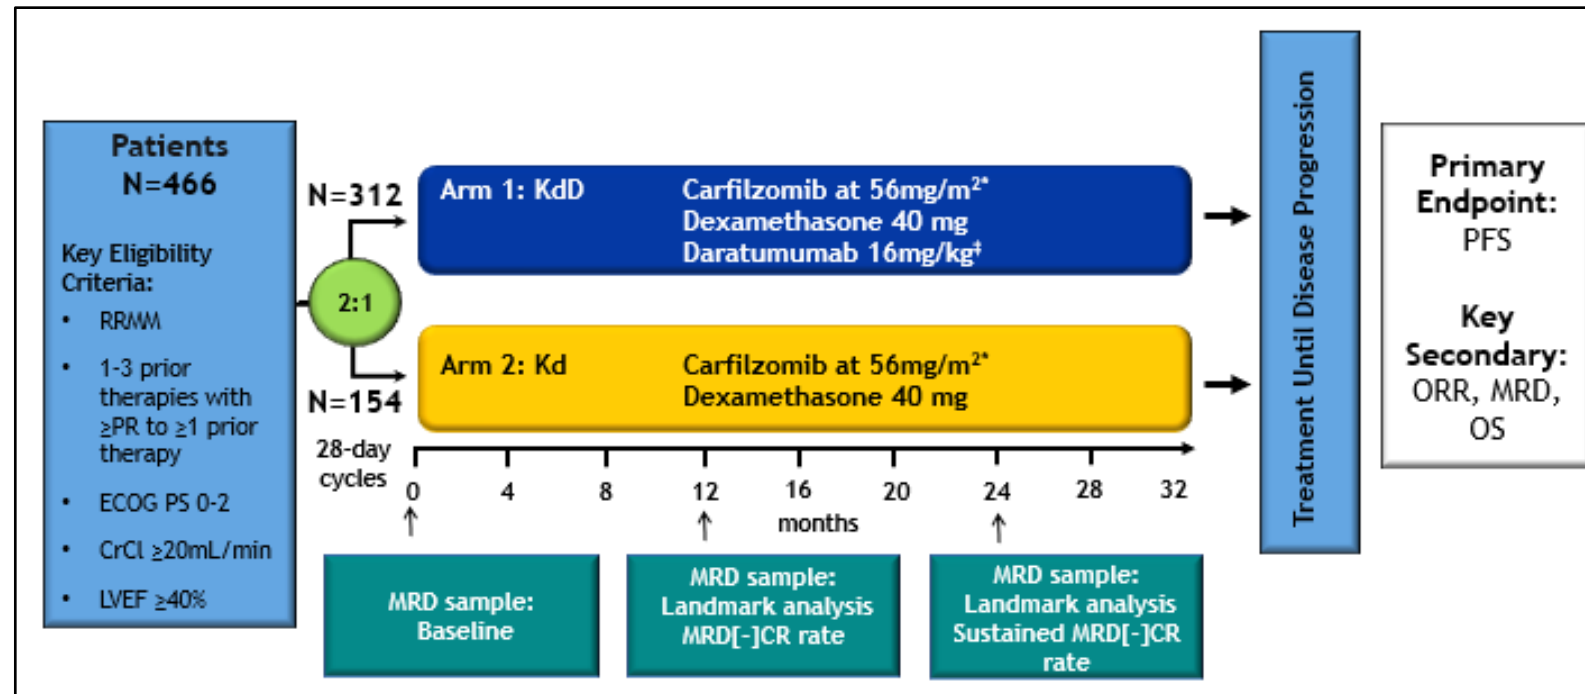 Patients
N=466
Key Eligibility
Criteria:
• RRMM
• 1-3 prior
therapies with
≥PR to ≥1 prior
therapy
• ECOG PS 0-2
• CrCl ≥20mL/min
• LVEF ≥40%
2:1
N=312
Arm 1: KdD
Carfilzomib at 56mg/m²*
Dexamethasone 40 mg
Daratumumab 16mg/kg‡
N=154
Arm 2: Kd
Carfilzomib at 56mg/m²*
Dexamethasone 40 mg
28-day
cycles
0 4 8 12 16 20 24 28 32
months
MRD sample:
Baseline
MRD sample:
Landmark analysis
MRD[-]CR rate
MRD sample:
Landmark analysis
Sustained MRD[-]CR
rate
Treatment Until Disease Progression
Primary
Endpoint:
PFS
Key
Secondary:
ORR, MRD,
OS